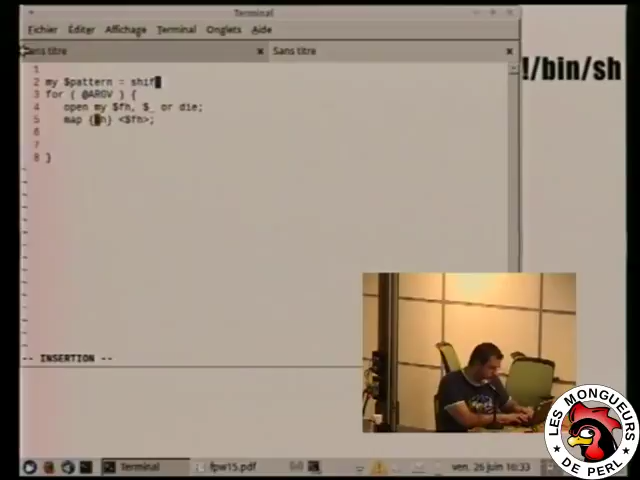 Terminal
Fichier Éditer Affichage Terminal Onglets Aide
Sans titre
Sans titre
!/bin/sh
1
2 my $pattern = shif
3 for ( @ARGV ) {
4 open my $fh, $_ or die;
5 map { n} <$fh>;
6
7
8 }
-- INSERTION --
LES MONGUEURS
DE PERL
Terminal
fpw15.pdf
ven. 26 juin 10:33